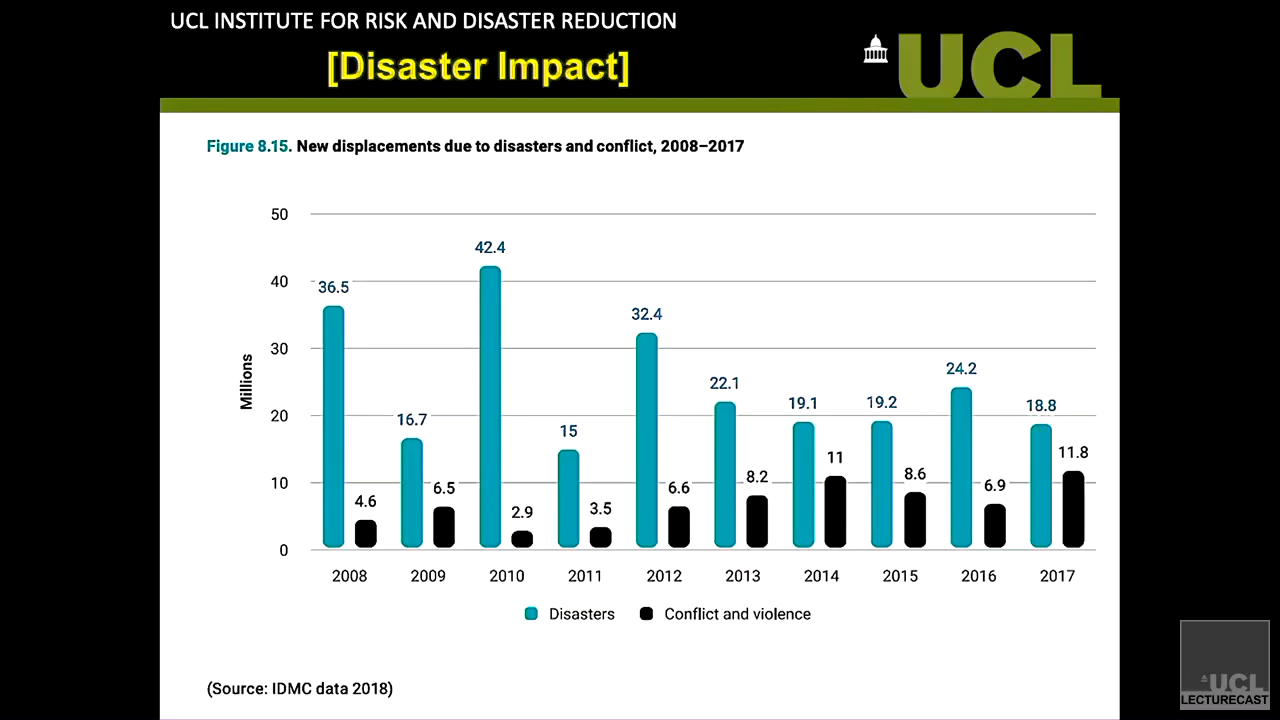 UCL INSTITUTE FOR RISK AND DISASTER REDUCTION
[Disaster Impact]
UCL
Figure 8.15. New displacements due to disasters and conflict, 2008–2017
Millions
50
40
30
20
10
0
36.5
4.6
16.7
6.5
42.4
2.9
15
3.5
32.4
6.6
22.1
8.2
19.1
11
19.2
8.6
24.2
6.9
18.8
11.8
2008 2009 2010 2011 2012 2013 2014 2015 2016 2017
Disasters Conflict and violence
(Source: IDMC data 2018)
UCL
LECTURECAST